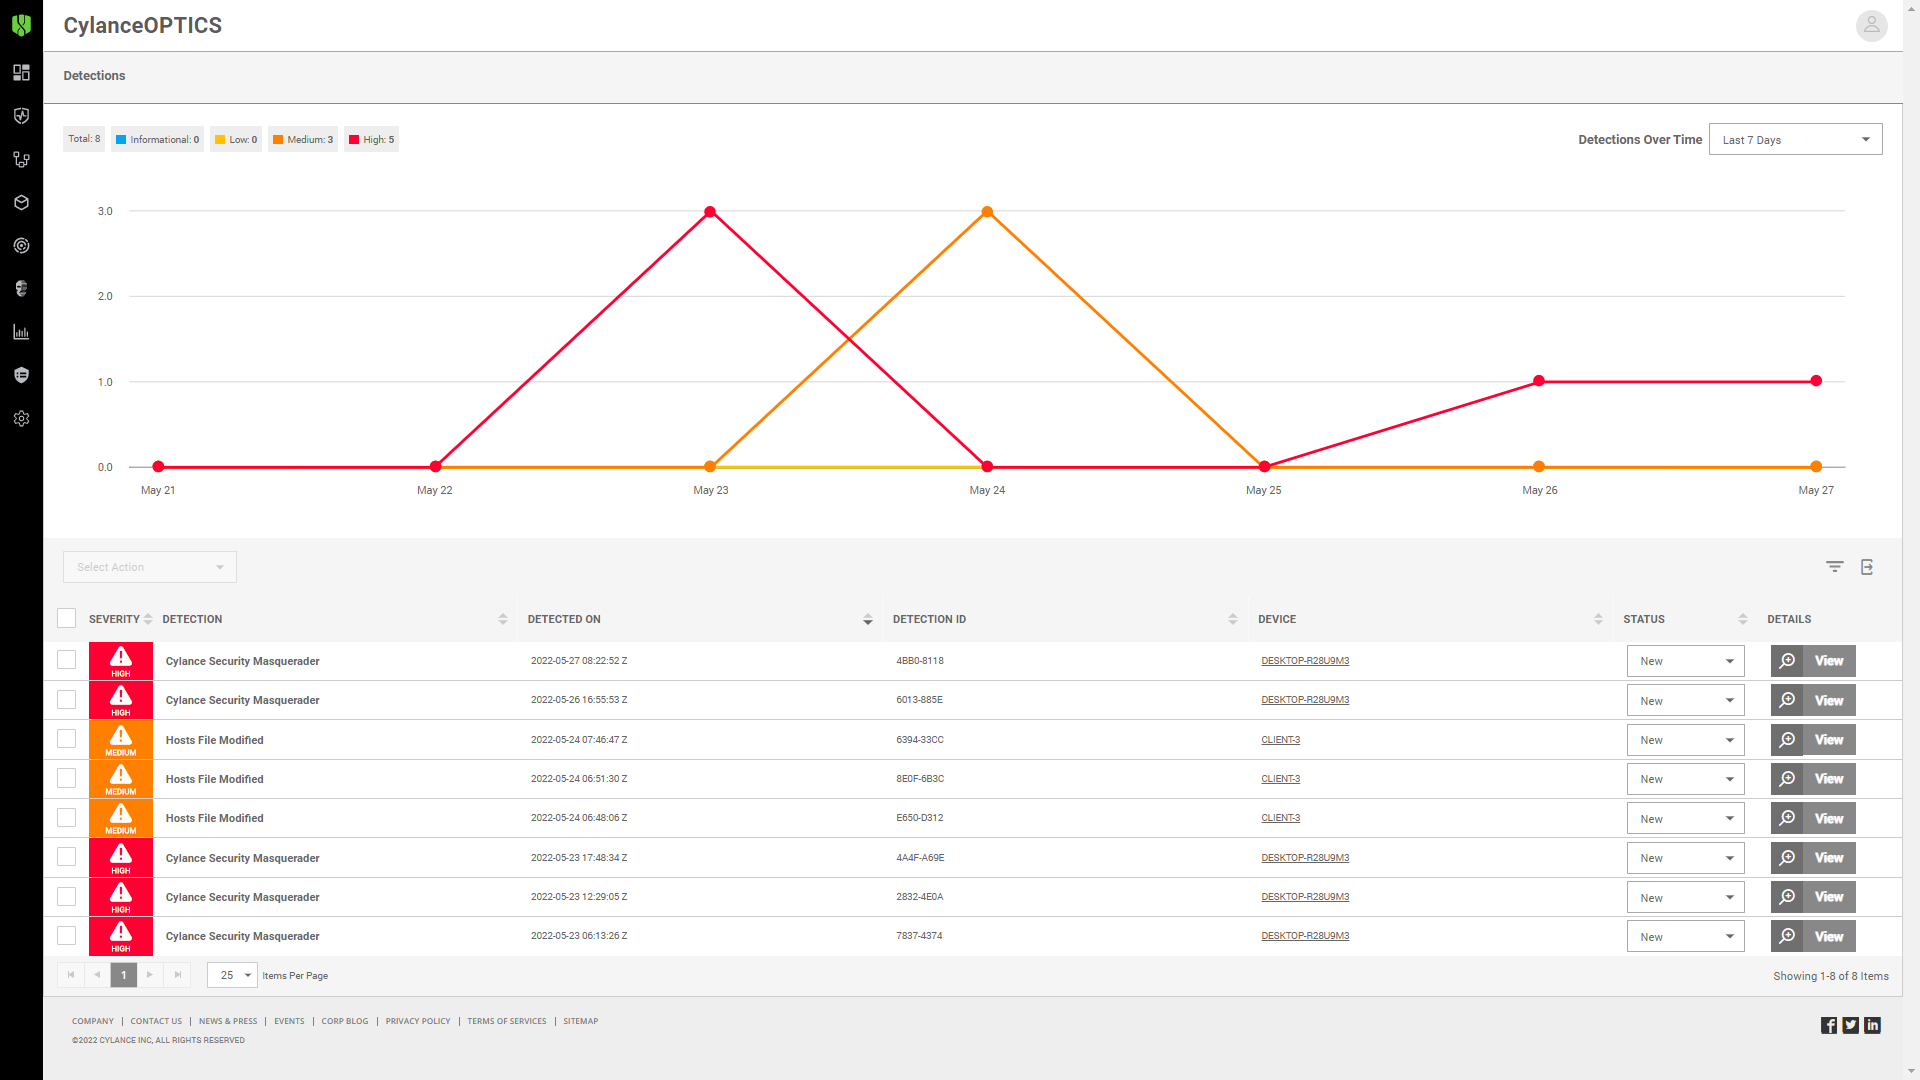 CylanceOPTICS
Detections
Total: 8 Informational: 0 Low: 0 Medium: 3 High: 5
Detections Over Time Last 7 Days
3.0
2.0
1.0
0.0
May 21 May 22 May 23 May 24 May 25 May 26 May 27
Select Action
SEVERITY DETECTION DETECTED ON DETECTION ID DEVICE STATUS DETAILS
HIGH Cylance Security Masquerader 2022-05-27 08:22:52 Z 4BB0-8118 DESKTOP-R28U9M3 New View
HIGH Cylance Security Masquerader 2022-05-26 16:55:53 Z 6013-885E DESKTOP-R28U9M3 New View
MEDIUM Hosts File Modified 2022-05-24 07:46:47 Z 6394-33CC CLIENT-3 New View
MEDIUM Hosts File Modified 2022-05-24 06:51:30 Z 8E0F-6B3C CLIENT-3 New View
MEDIUM Hosts File Modified 2022-05-24 06:48:06 Z E650-D312 CLIENT-3 New View
HIGH Cylance Security Masquerader 2022-05-23 17:48:34 Z 4A4F-A69E DESKTOP-R28U9M3 New View
HIGH Cylance Security Masquerader 2022-05-23 12:29:05 Z 2832-4E0A DESKTOP-R28U9M3 New View
HIGH Cylance Security Masquerader 2022-05-23 06:13:26 Z 7837-4374 DESKTOP-R28U9M3 New View
1 25 Items Per Page Showing 1-8 of 8 Items
COMPANY | CONTACT US | NEWS & PRESS | EVENTS | CORP BLOG | PRIVACY POLICY | TERMS OF SERVICES | SITEMAP
©2022 CYLANCE INC, ALL RIGHTS RESERVED